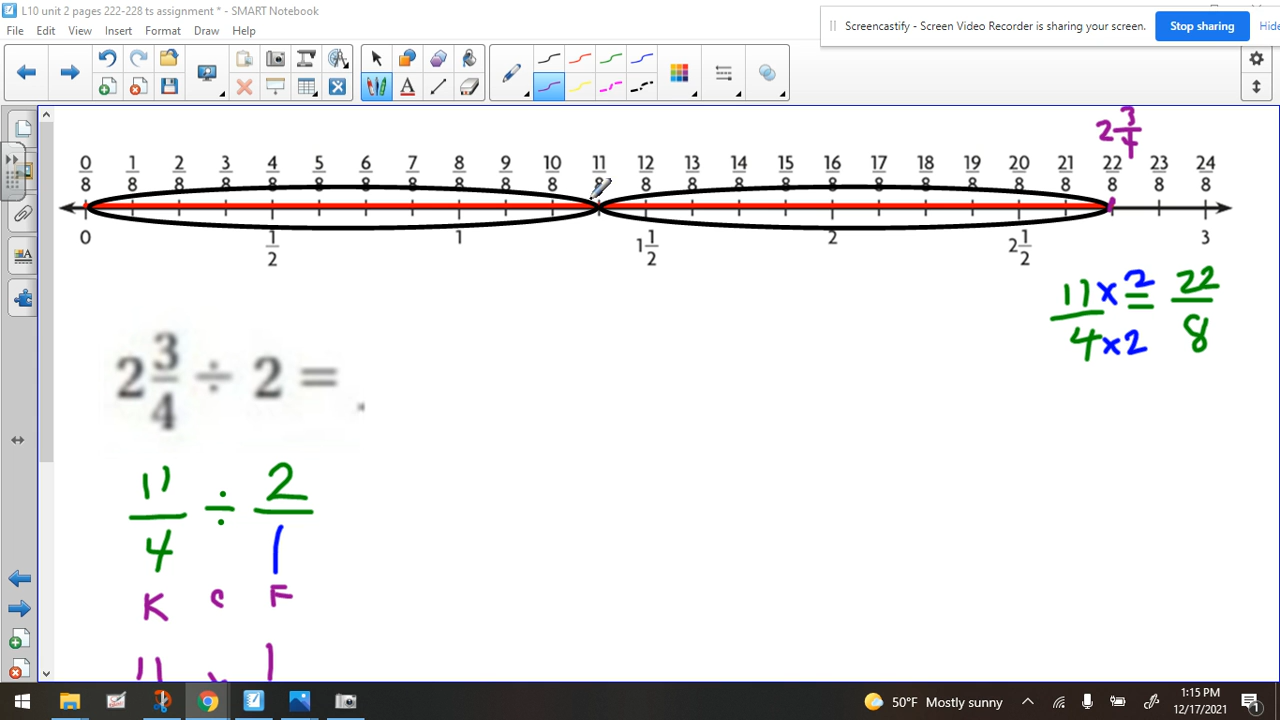 L10 unit 2 pages 222-228 ts assignment * - SMART Notebook
File Edit View Insert Format Draw Help
Screencastify - Screen Video Recorder is sharing your screen. Stop sharing Hide
2 3/4
0/8 1/8 2/8 3/8 4/8 5/8 6/8 7/8 8/8 9/8 10/8 11/8 12/8 13/8 14/8 15/8 16/8 17/8 18/8 19/8 20/8 21/8 22/8 23/8 24/8
0 1/2 1 1 1/2 2 2 1/2 3
11 x 2 = 22
4 x 2 8
2 3/4 ÷ 2 =
11/4 ÷ 2/1
K C F
11 1
50°F Mostly sunny
1:15 PM
12/17/2021
1